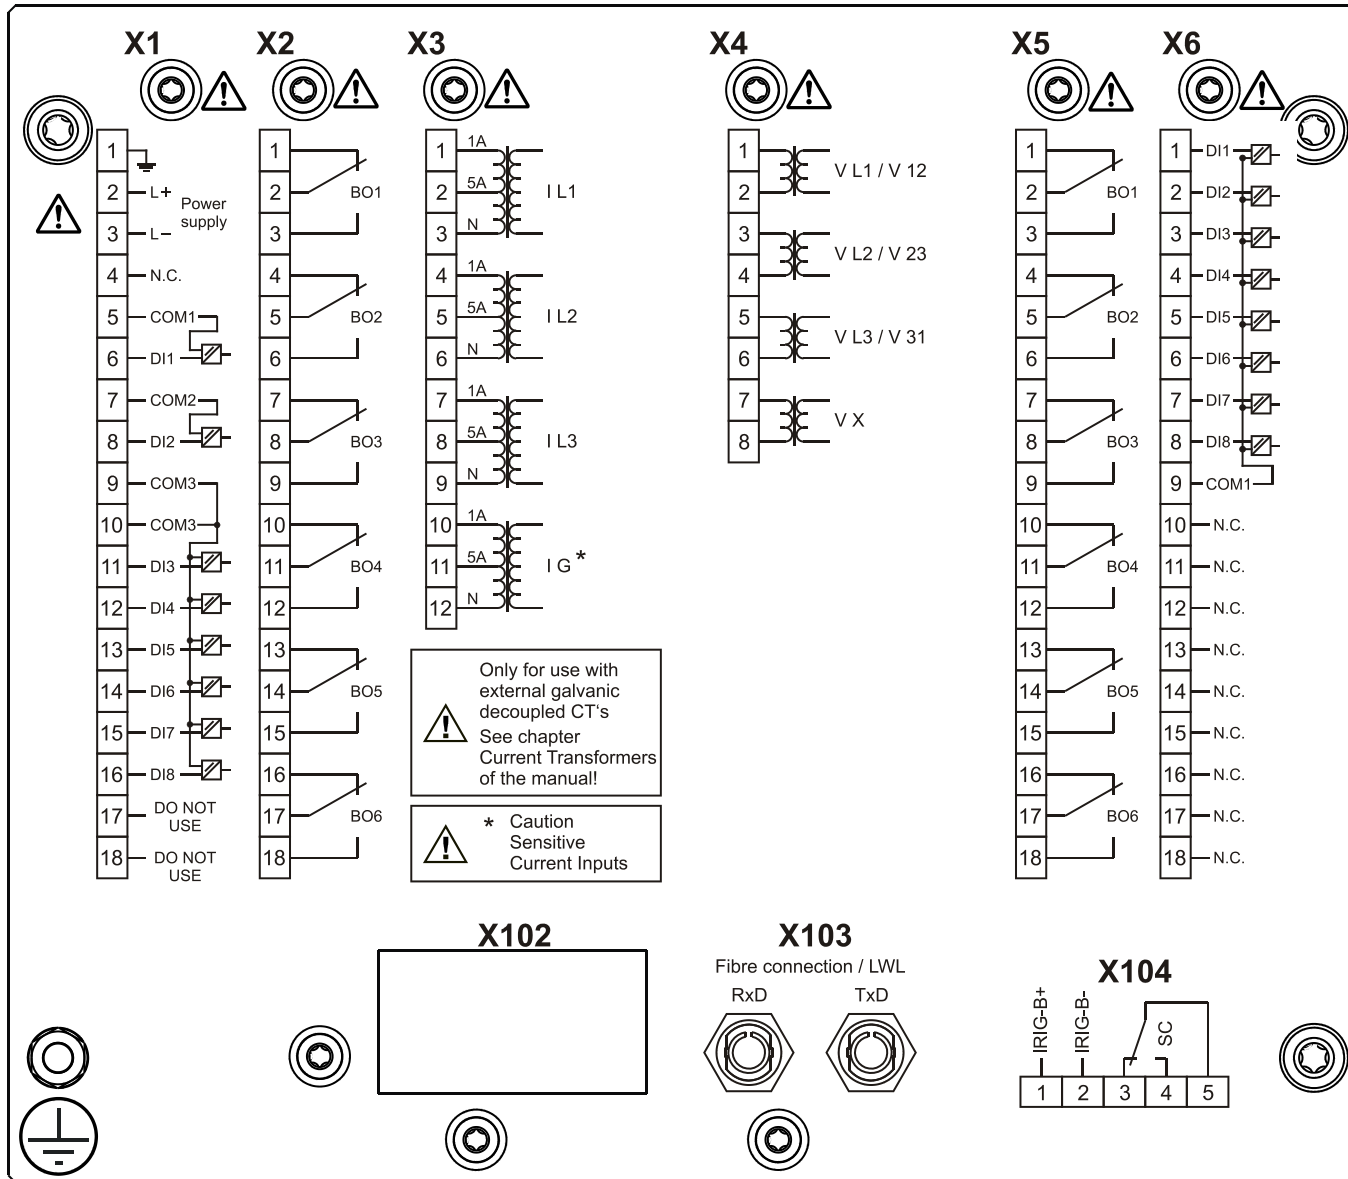 X1
1
2 L+
Power
supply
3 L−
4 N.C.
5 COM1
6 DI1
7 COM2
8 DI2
9 COM3
10 COM3
11 DI3
12 DI4
13 DI5
14 DI6
15 DI7
16 DI8
17 DO NOT
USE
18 DO NOT
USE
X2
1
2 BO1
3
4
5 BO2
6
7
8 BO3
9
10
11 BO4
12
13
14 BO5
15
16
17 BO6
18
X3
1 1A
2 5A I L1
3 N
4 1A
5 5A I L2
6 N
7 1A
8 5A I L3
9 N
10 1A
11 5A I G *
12 N
Only for use with
external galvanic
decoupled CT‘s
See chapter
Current Transformers
of the manual!
* Caution
Sensitive
Current Inputs
X4
1
V L1 / V 12
2
3
V L2 / V 23
4
5
V L3 / V 31
6
7
V X
8
X5
1
2 BO1
3
4
5 BO2
6
7
8 BO3
9
10
11 BO4
12
13
14 BO5
15
16
17 BO6
18
X6
1 DI1
2 DI2
3 DI3
4 DI4
5 DI5
6 DI6
7 DI7
8 DI8
9 COM1
10 N.C.
11 N.C.
12 N.C.
13 N.C.
14 N.C.
15 N.C.
16 N.C.
17 N.C.
18 N.C.
X102
X103
Fibre connection / LWL
RxD TxD
X104
IRIG-B+
IRIG-B-
SC
1 2 3 4 5